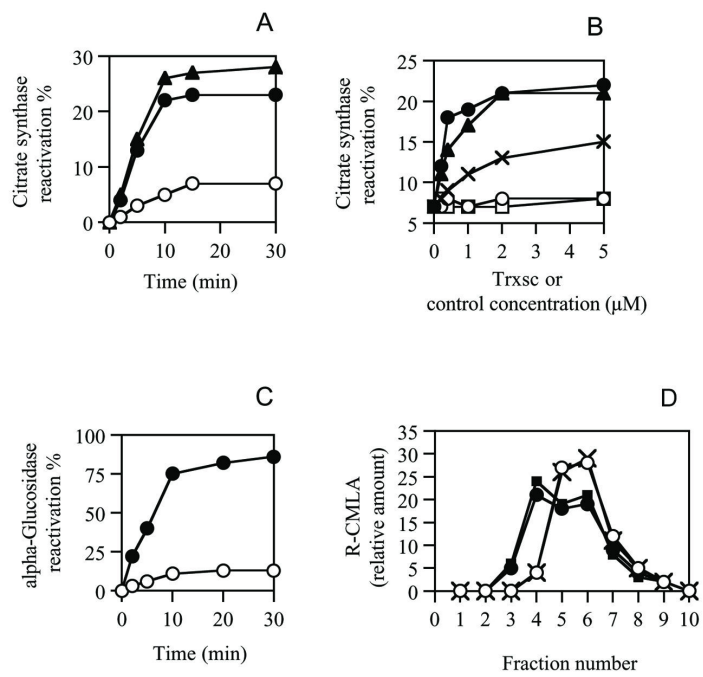 A
Citrate synthase
reactivation %
30
20
10
0
0 10 20 30
Time (min)
B
Citrate synthase
reactivation %
25
20
15
10
5
0 1 2 3 4 5
Trxsc or
control concentration (μM)
C
alpha-Glucosidase
reactivation %
100
75
50
25
0
0 10 20 30
Time (min)
D
R-CMLA
(relative amount)
35
30
25
20
15
10
5
0
1 2 3 4 5 6 7 8 9 10
Fraction number